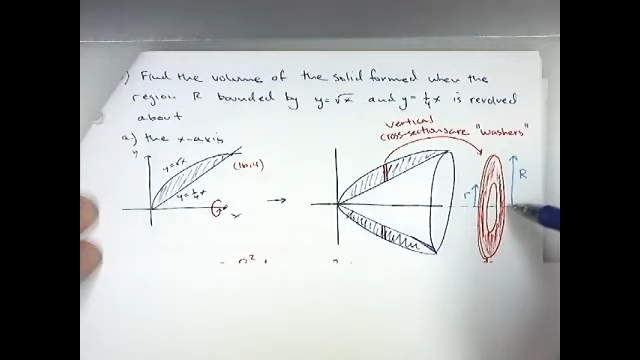 ) Find the volume of the solid formed when the
region R bounded by y=√x and y=¼x is revolved
about
a) the x-axis
vertical
cross-sections are "washers"
y
y=√x
(16,4)
y=¼x
x
r
R